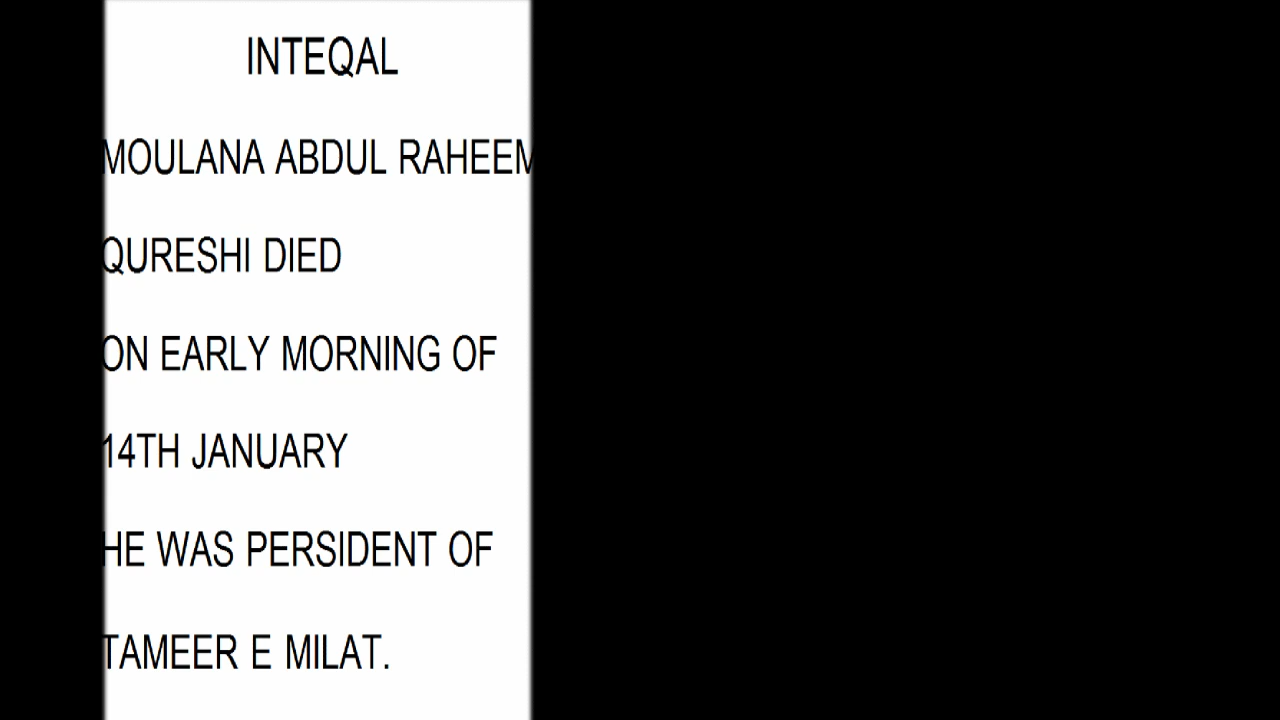 INTEQAL
MOULANA ABDUL RAHEEM
QURESHI DIED
ON EARLY MORNING OF
14TH JANUARY
HE WAS PERSIDENT OF
TAMEER E MILAT.